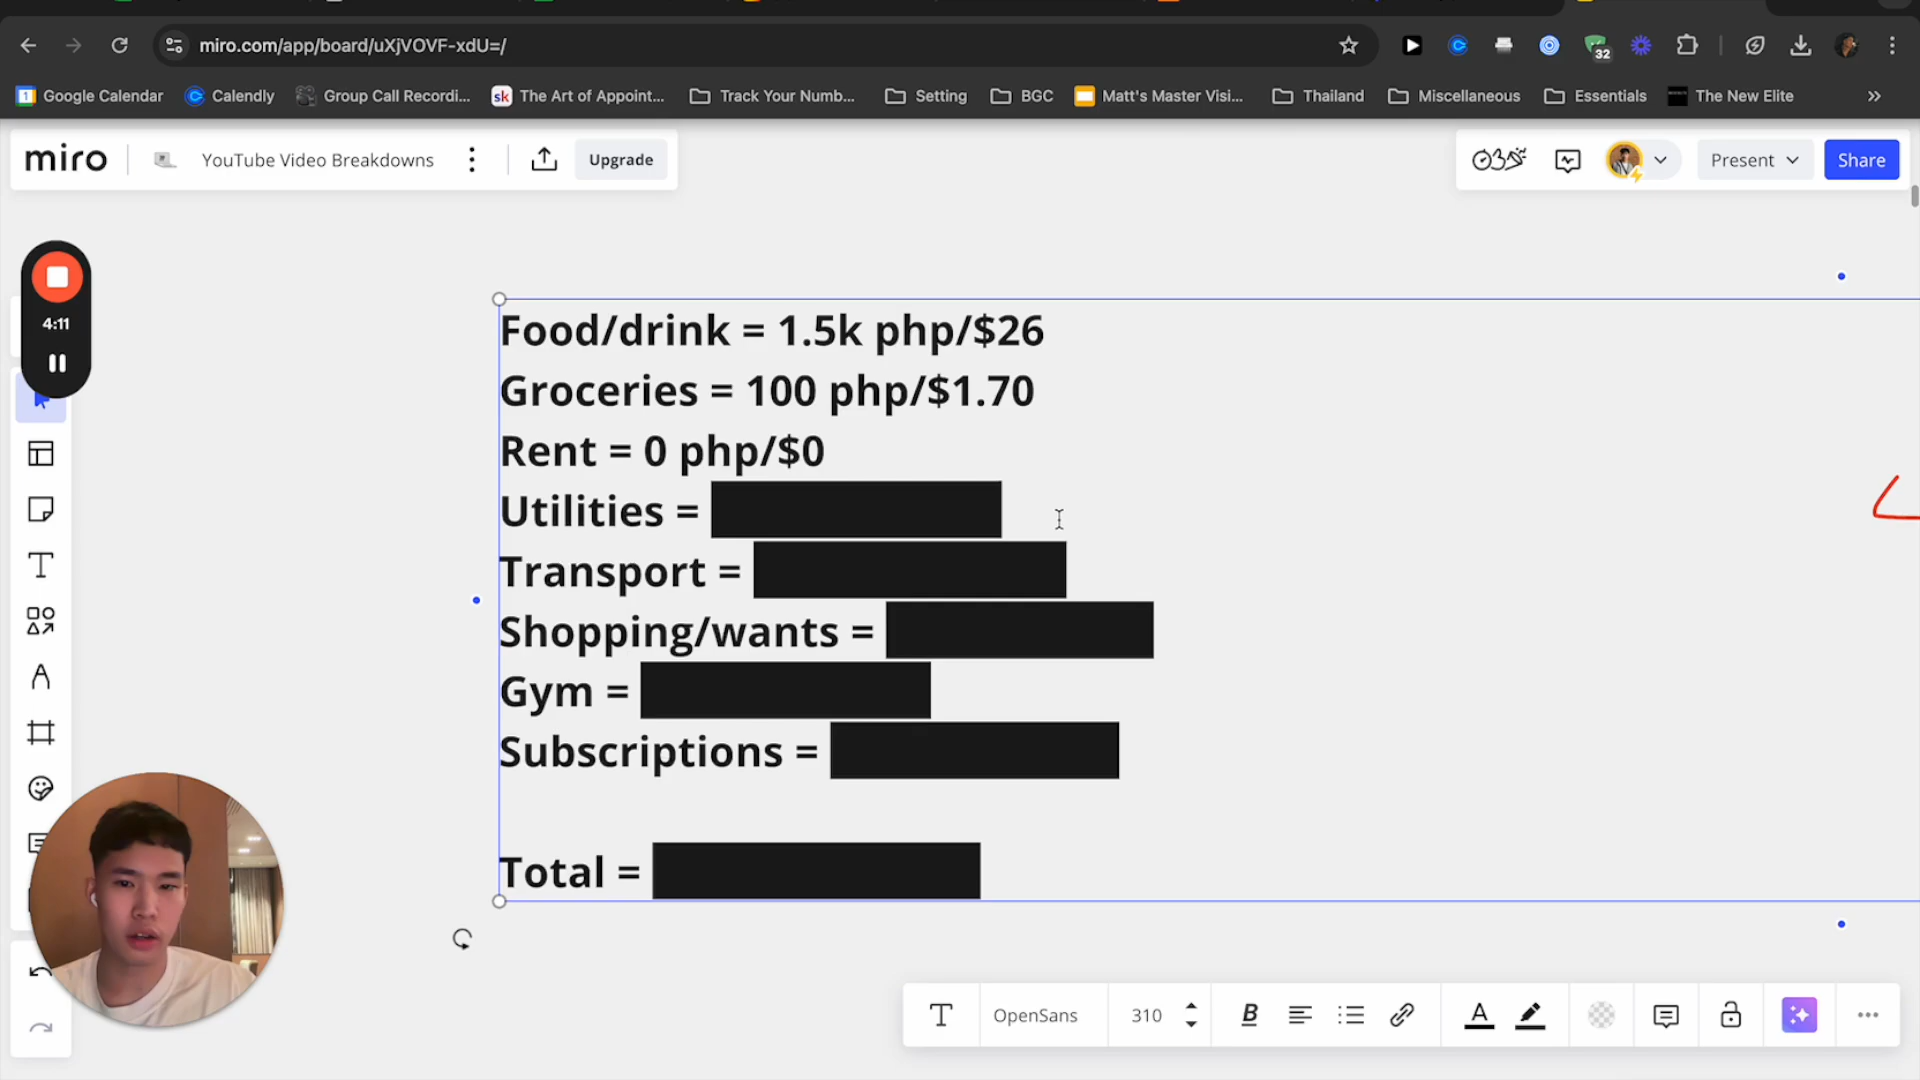 miro.com/app/board/uXjVOVF-xdU=/
32
1 Google Calendar Calendly Group Call Recordi... sk The Art of Appoint... Track Your Numb... Setting BGC Matt's Master Visi... Thailand Miscellaneous Essentials The New Elite »
miro YouTube Video Breakdowns Upgrade Present Share
4:11
Food/drink = 1.5k php/$26
Groceries = 100 php/$1.70
Rent = 0 php/$0
Utilities =
Transport =
Shopping/wants =
Gym =
Subscriptions =
Total =
OpenSans 310 B A